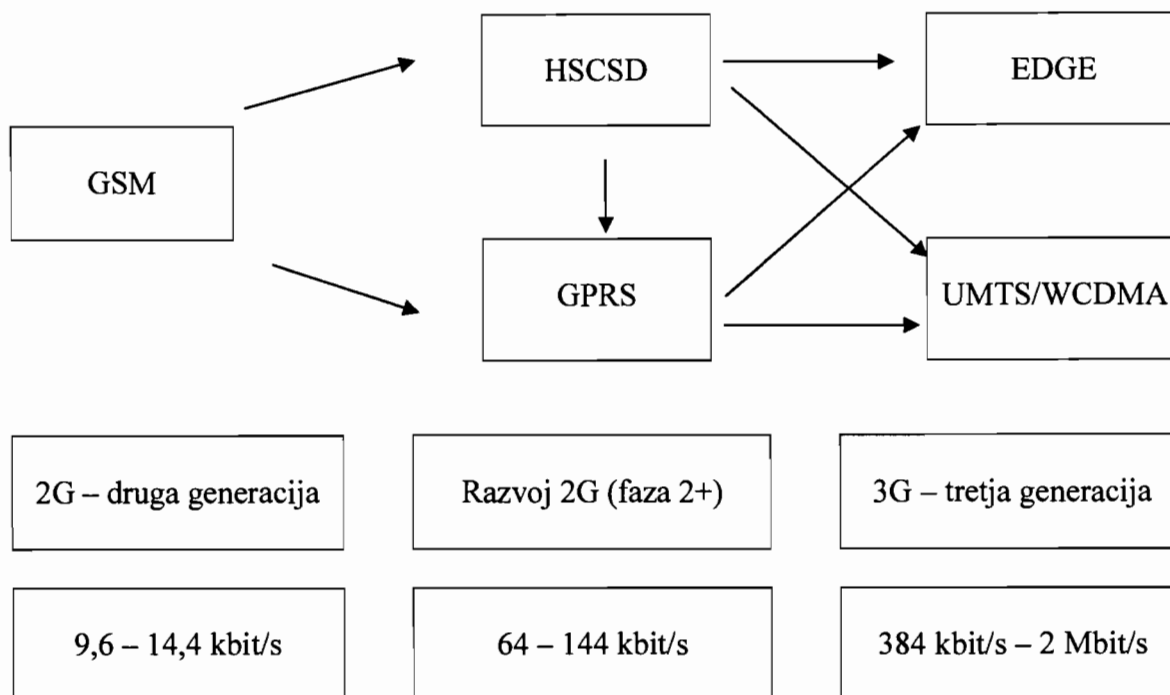 HSCSD
EDGE
GSM
GPRS
UMTS/WCDMA
2G – druga generacija
Razvoj 2G (faza 2+)
3G – tretja generacija
9,6 – 14,4 kbit/s
64 – 144 kbit/s
384 kbit/s – 2 Mbit/s